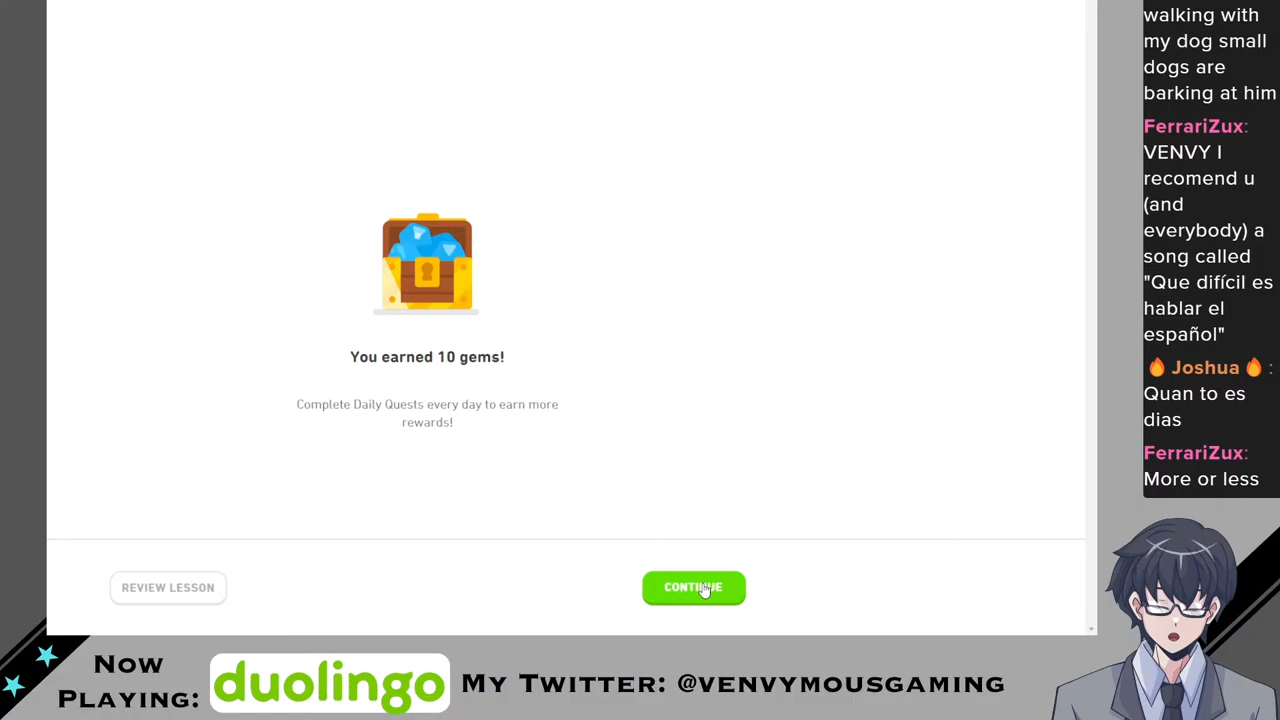 You earned 10 gems!
Complete Daily Quests every day to earn more
rewards!
REVIEW LESSON
CONTINUE
walking with
my dog small
dogs are
barking at him
FerrariZux:
VENVY I
recomend u
(and
everybody) a
song called
"Que difícil es
hablar el
español"
🔥 Joshua 🔥 :
Quan to es
dias
FerrariZux:
More or less
Now
Playing:
duolingo
My Twitter: @venvymousgaming